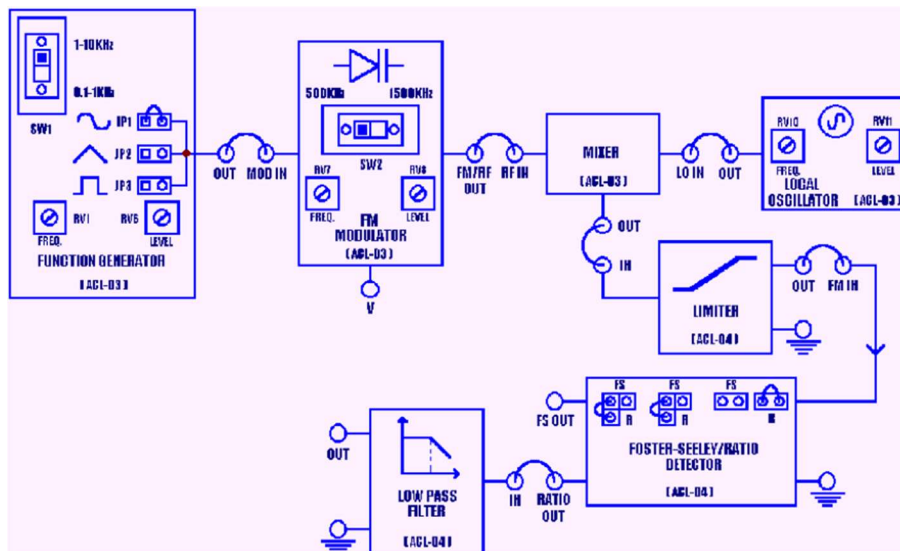 1-10KHz
0.1-1KHz
SW1
JP1
JP2
JP3
RV1
RV5
FREQ.
LEVEL
FUNCTION GENERATOR
(ACL-03)
OUT
MOD IN
500KHz
1500KHz
SW2
RV7
RV8
FREQ.
LEVEL
FM
MODULATOR
(ACL-03)
V
FM/RF
OUT
RF IN
MIXER
(ACL-03)
OUT
IN
LO IN
OUT
RV10
RV11
FREQ.
LEVEL
LOCAL
OSCILLATOR
(ACL-03)
LIMITER
(ACL-04)
OUT
FM IN
FS
FS
FS
R
R
R
FS OUT
FOSTER-SEELEY/RATIO
DETECTOR
(ACL-04)
OUT
LOW PASS
FILTER
(ACL-04)
IN
RATIO
OUT